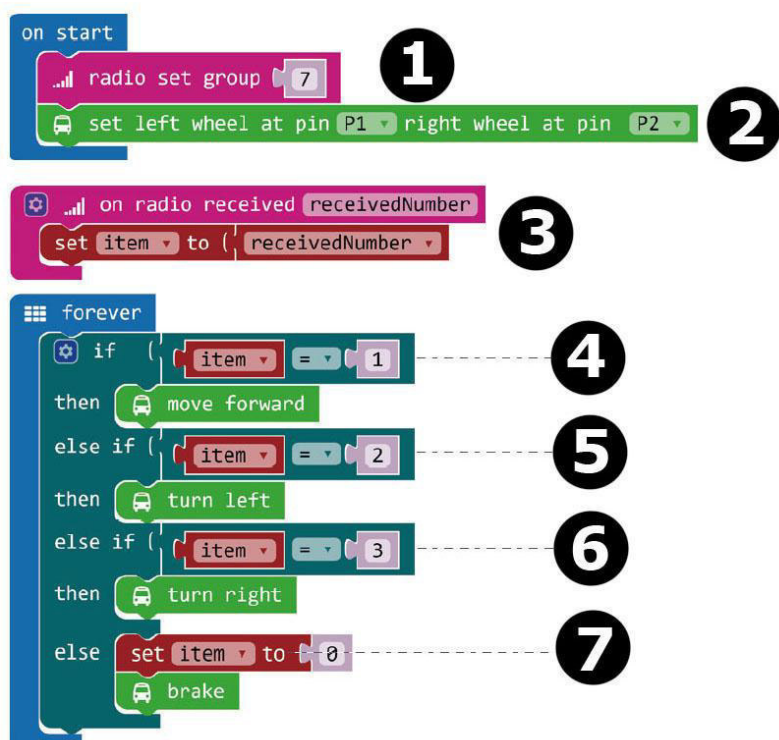 on start
radio set group 7
1
set left wheel at pin P1 right wheel at pin P2
2
on radio received receivedNumber
set item to ( receivedNumber
3
forever
if ( item = 1
4
then move forward
else if ( item = 2
5
then turn left
else if ( item = 3
6
then turn right
else set item to 0
7
brake